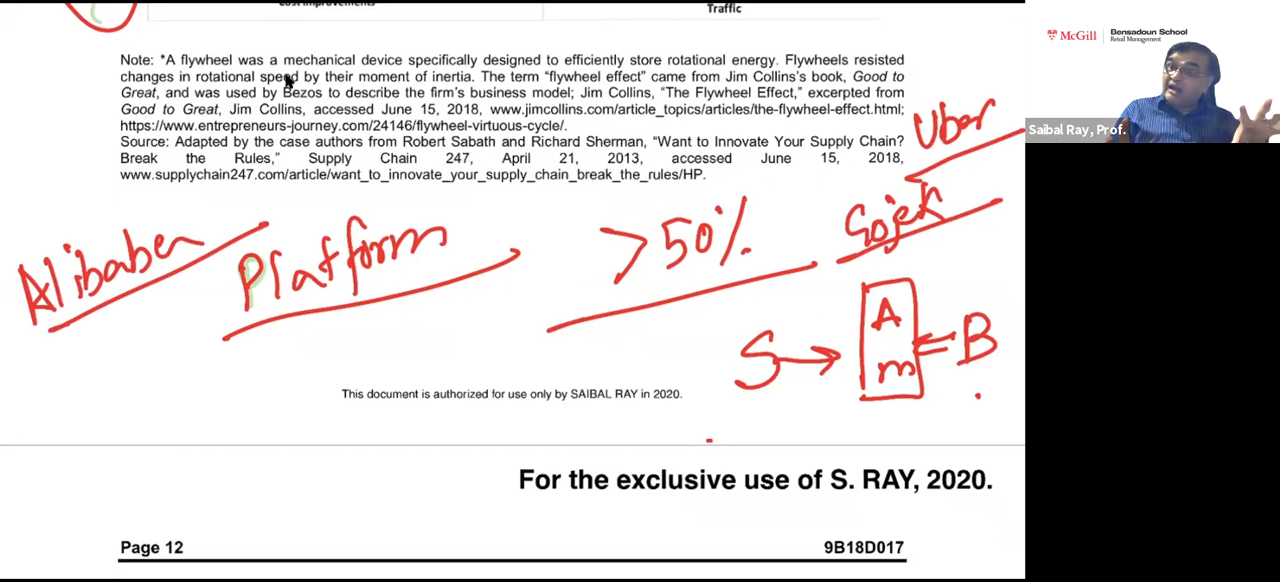 Cost Improvements
Traffic
McGill
Bensadoun School
Retail Management
Saibal Ray, Prof.
Note: *A flywheel was a mechanical device specifically designed to efficiently store rotational energy. Flywheels resisted
changes in rotational speed by their moment of inertia. The term "flywheel effect" came from Jim Collins's book, Good to
Great, and was used by Bezos to describe the firm's business model; Jim Collins, "The Flywheel Effect," excerpted from
Good to Great, Jim Collins, accessed June 15, 2018, www.jimcollins.com/article_topics/articles/the-flywheel-effect.html;
https://www.entrepreneurs-journey.com/24146/flywheel-virtuous-cycle/.
Source: Adapted by the case authors from Robert Sabath and Richard Sherman, "Want to Innovate Your Supply Chain?
Break the Rules," Supply Chain 247, April 21, 2013, accessed June 15, 2018,
www.supplychain247.com/article/want_to_innovate_your_supply_chain_break_the_rules/HP.
Uber
Alibaba
Platform
>50%
Gojek
S
A
m
B
This document is authorized for use only by SAIBAL RAY in 2020.
For the exclusive use of S. RAY, 2020.
Page 12
9B18D017